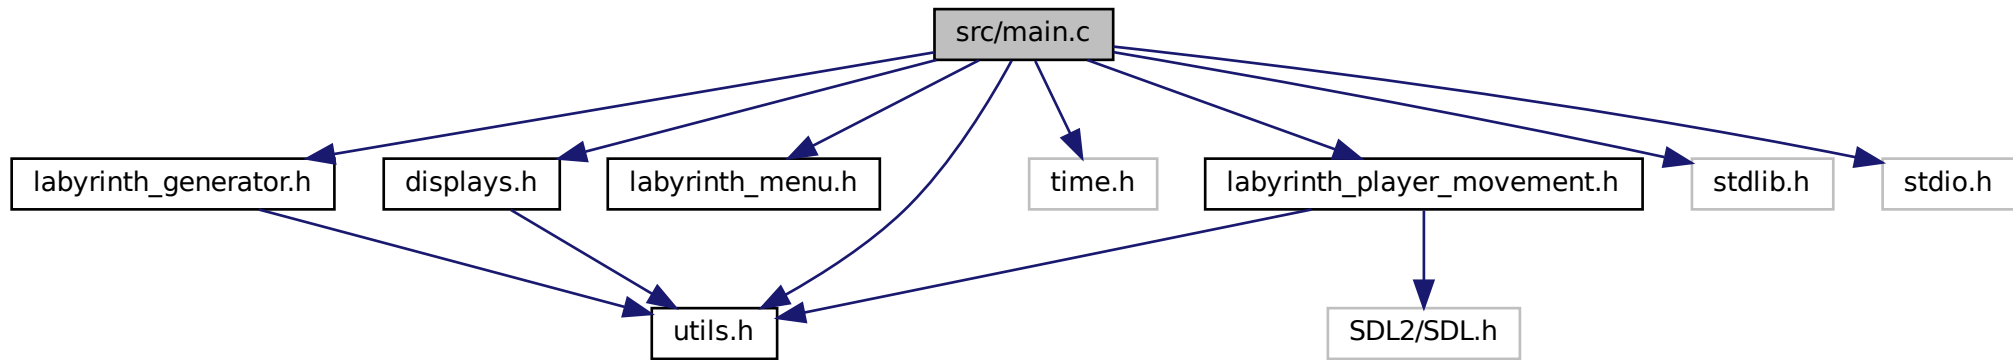 src/main.c
labyrinth_generator.h
displays.h
labyrinth_menu.h
time.h
labyrinth_player_movement.h
stdlib.h
stdio.h
utils.h
SDL2/SDL.h